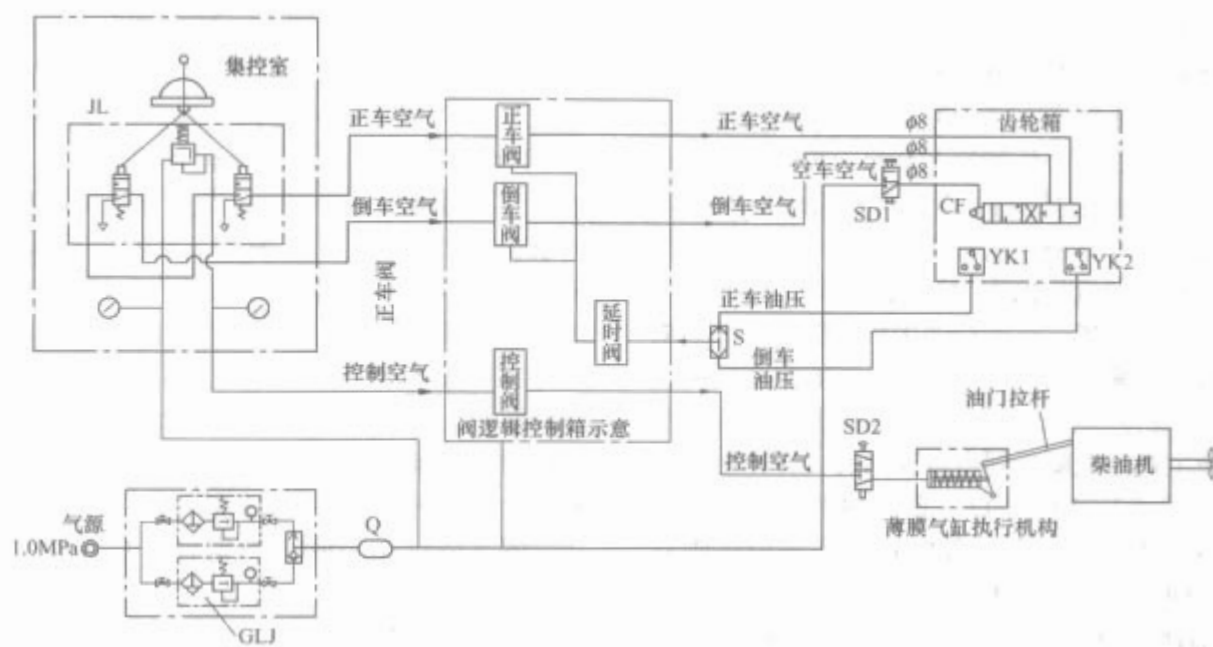 集控室
JL
正车空气
倒车空气
正车阀
控制空气
正车阀
倒车阀
延时阀
控制阀
阀逻辑控制箱示意
正车空气
空车空气
倒车空气
φ8
φ8
φ8
SD1
齿轮箱
CF
YK1
YK2
正车油压
S
倒车
油压
控制空气
SD2
油门拉杆
柴油机
薄膜气缸执行机构
气源
1.0MPa
Q
GLJ